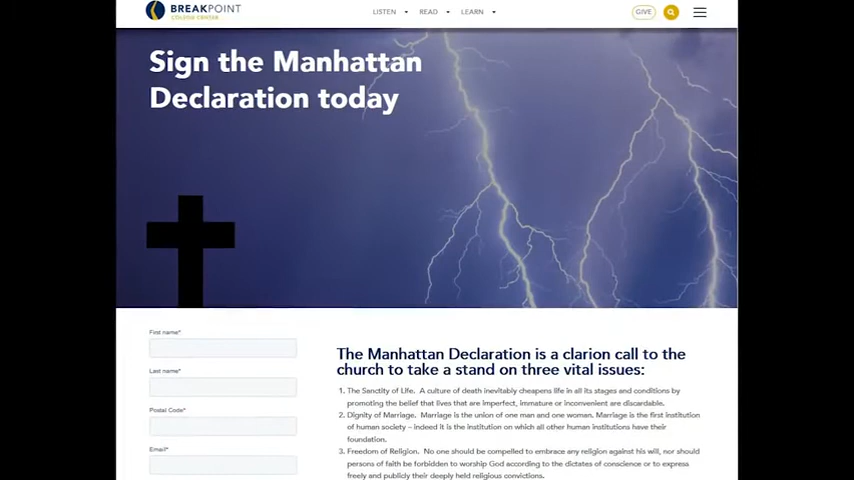 BREAKPOINT
COLSON CENTER
LISTEN READ LEARN
GIVE
Sign the Manhattan
Declaration today
First name*
Last name*
Postal Code*
Email*
The Manhattan Declaration is a clarion call to the
church to take a stand on three vital issues:
1. The Sanctity of Life. A culture of death inevitably cheapens life in all its stages and conditions by
promoting the belief that lives that are imperfect, immature or inconvenient are discardable.
2. Dignity of Marriage. Marriage is the union of one man and one woman. Marriage is the first institution
of human society – indeed it is the institution on which all other human institutions have their
foundation.
3. Freedom of Religion. No one should be compelled to embrace any religion against his will, nor should
persons of faith be forbidden to worship God according to the dictates of conscience or to express
freely and publicly their deeply held religious convictions.